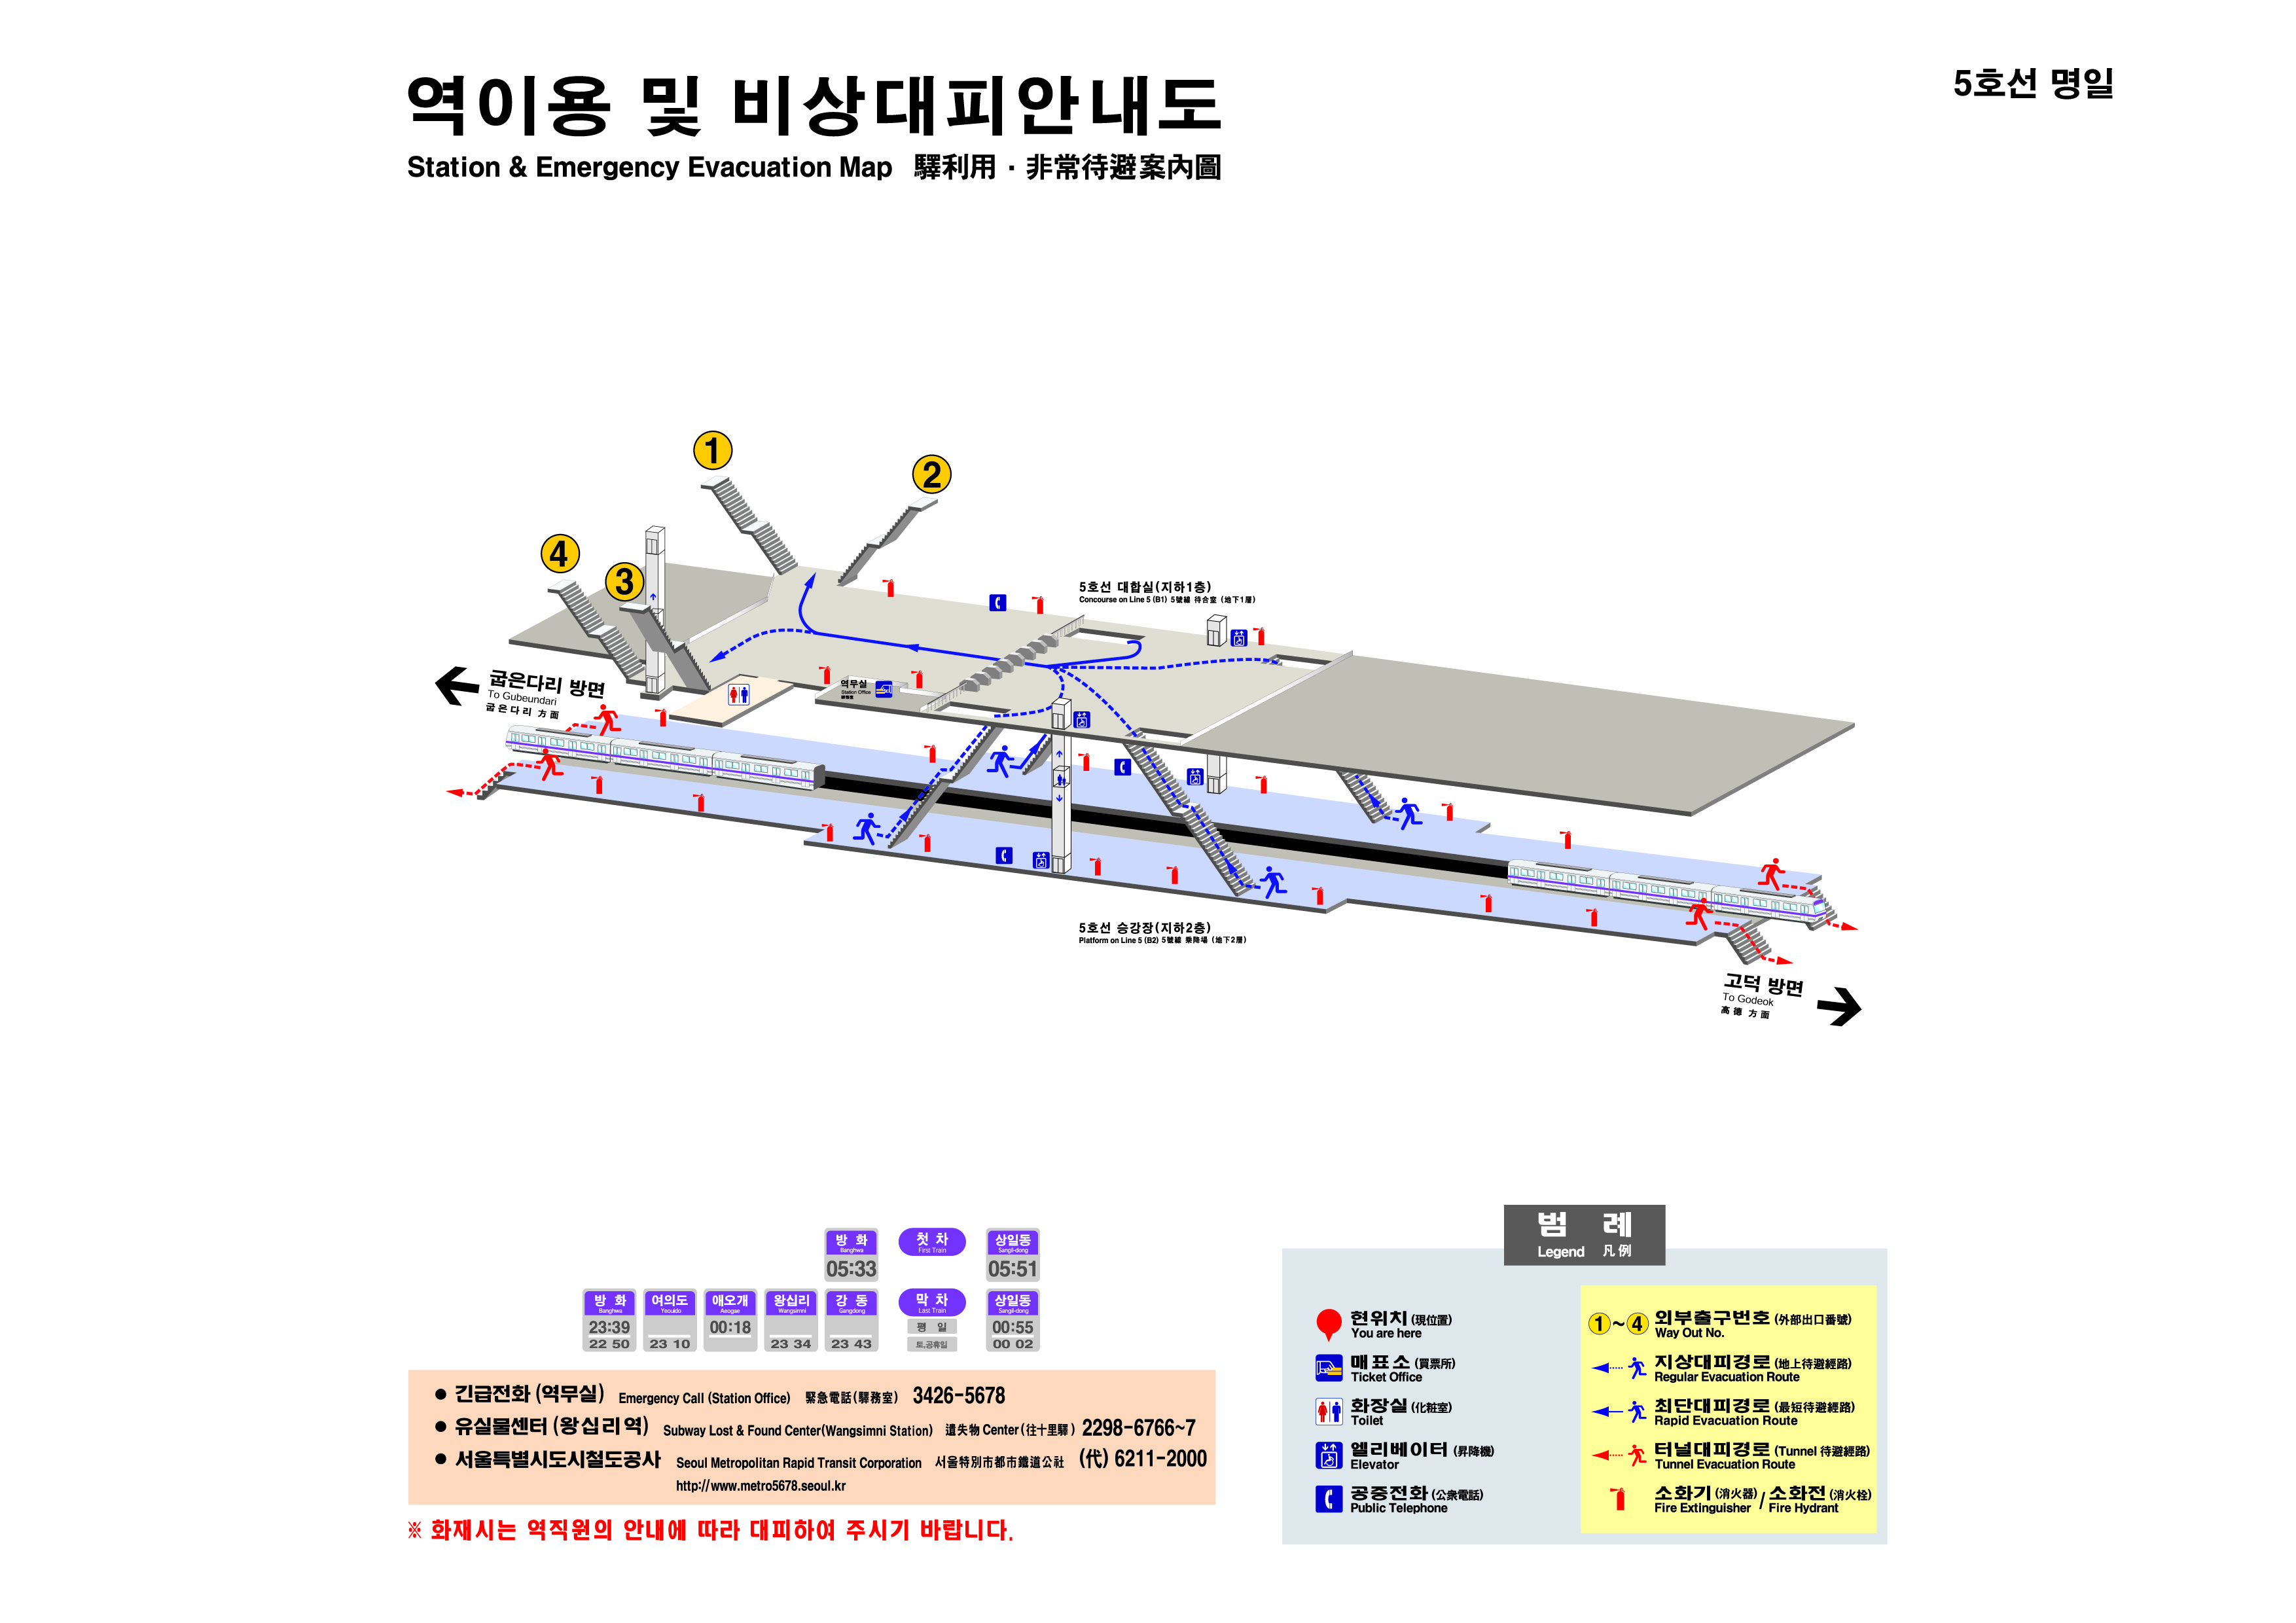 역이용 및 비상대피안내도
Station & Emergency Evacuation Map 驛利用 · 非常待避案內圖
5호선 명일
1
2
4
3
5호선 대합실(지하1층)
Concourse on Line 5 (B1) 5號線 待合室 (地下1層)
굽은다리 방면
To Gubeundari
굽은다리 方面
역무실
Station Office
驛務室
5호선 승강장(지하2층)
Platform on Line 5 (B2) 5號線 乘降場 (地下2層)
고덕 방면
To Godeok
高德 方面
방 화
Banghwa
05:33
첫 차
First Train
상일동
Sangil-dong
05:51
방 화
Banghwa
23:39
22 50
여의도
Yeouido
23 10
애오개
Aeogae
00:18
왕십리
Wangsimni
23 34
강 동
Gangdong
23 43
막 차
Last Train
평 일
토,공휴일
상일동
Sangil-dong
00:55
00 02
● 긴급전화 (역무실) Emergency Call (Station Office) 緊急電話(驛務室) 3426-5678
● 유실물센터 (왕십리역) Subway Lost & Found Center(Wangsimni Station) 遺失物 Center(往十里驛) 2298-6766~7
● 서울특별시도시철도공사 Seoul Metropolitan Rapid Transit Corporation 서울特別市都市鐵道公社 (代) 6211-2000
http://www.metro5678.seoul.kr
※ 화재시는 역직원의 안내에 따라 대피하여 주시기 바랍니다.
범 례
Legend 凡例
현위치 (現位置)
You are here
매표소 (買票所)
Ticket Office
화장실 (化粧室)
Toilet
엘리베이터 (昇降機)
Elevator
공중전화 (公衆電話)
Public Telephone
1~4 외부출구번호 (外部出口番號)
Way Out No.
지상대피경로 (地上待避經路)
Regular Evacuation Route
최단대피경로 (最短待避經路)
Rapid Evacuation Route
터널대피경로 (Tunnel 待避經路)
Tunnel Evacuation Route
소화기 (消火器) / 소화전 (消火栓)
Fire Extinguisher / Fire Hydrant